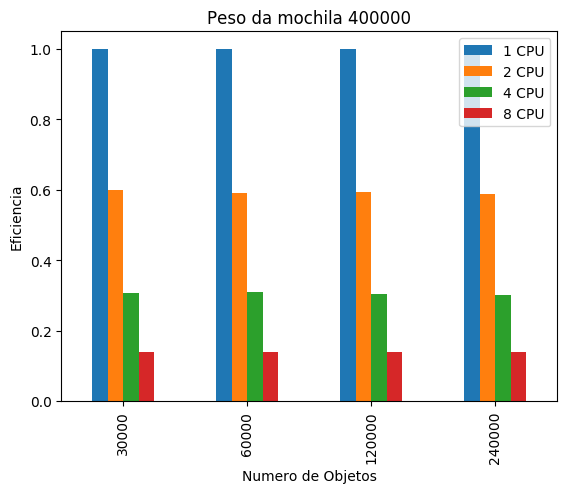 Peso da mochila 400000
1 CPU
2 CPU
4 CPU
8 CPU
Eficiencia
1.0
0.8
0.6
0.4
0.2
0.0
30000
60000
120000
240000
Numero de Objetos